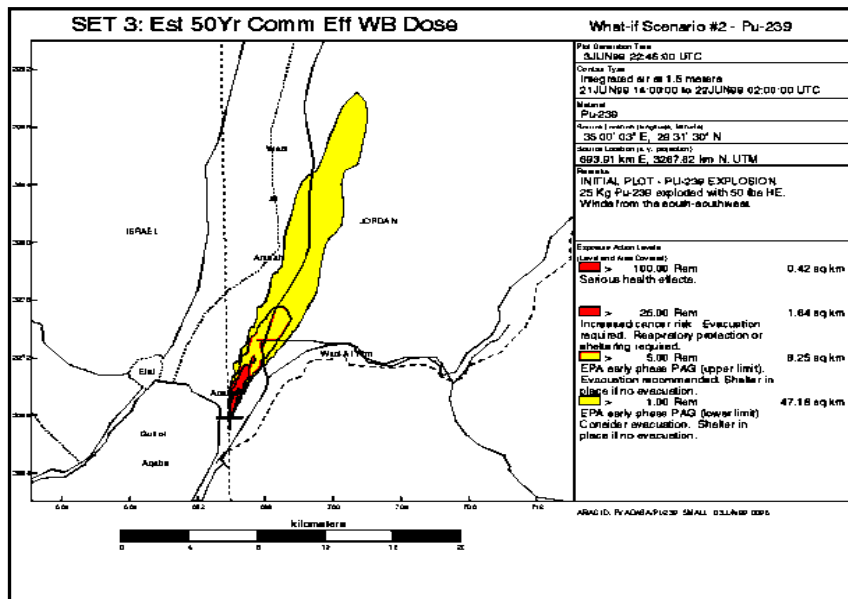 SET 3: Est 50Yr Comm Eff WB Dose
What-if Scenario #2 - Pu-239
Plot Generation Time
3JUN99 22:46:00 UTC
Contour Type
Integrated air at 1.5 meters
21JUN99 14:00:00 to 22JUN99 02:00:00 UTC
Material
Pu-239
Source Location (longitude, latitude)
35 00' 03" E, 29 31' 30" N
Source Location (x, y, projection)
693.91 km E, 3267.82 km N, UTM
Remarks
INITIAL PLOT - PU-239 EXPLOSION
25 Kg Pu-239 exploded with 50 lbs HE.
Winds from the south-southwest
Exposure Action Levels
(Level and Area Covered)
> 100.00 Rem 0.42 sq km
Serious health effects.
> 25.00 Rem 1.64 sq km
Increased cancer risk. Evacuation
required. Respiratory protection or
sheltering required.
> 5.00 Rem 9.25 sq km
EPA early phase PAG (upper limit).
Evacuation recommended. Shelter in
place if no evacuation.
> 1.00 Rem 47.18 sq km
EPA early phase PAG (lower limit)
Consider evacuation. Shelter in
place if no evacuation.
ISRAEL
JORDAN
Wadi
Elat
Gulf of
Aqaba
kilometers
0 4 8 12 16 20